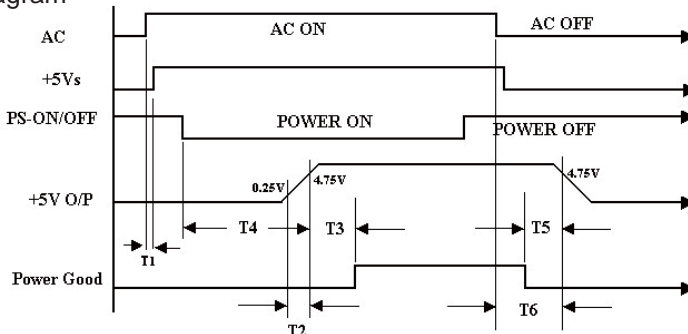 agram
AC
AC ON
AC OFF
+5Vs
PS-ON/OFF
POWER ON
POWER OFF
+5V O/P
0.25V
4.75V
4.75V
T4
T3
T5
T1
Power Good
T2
T6